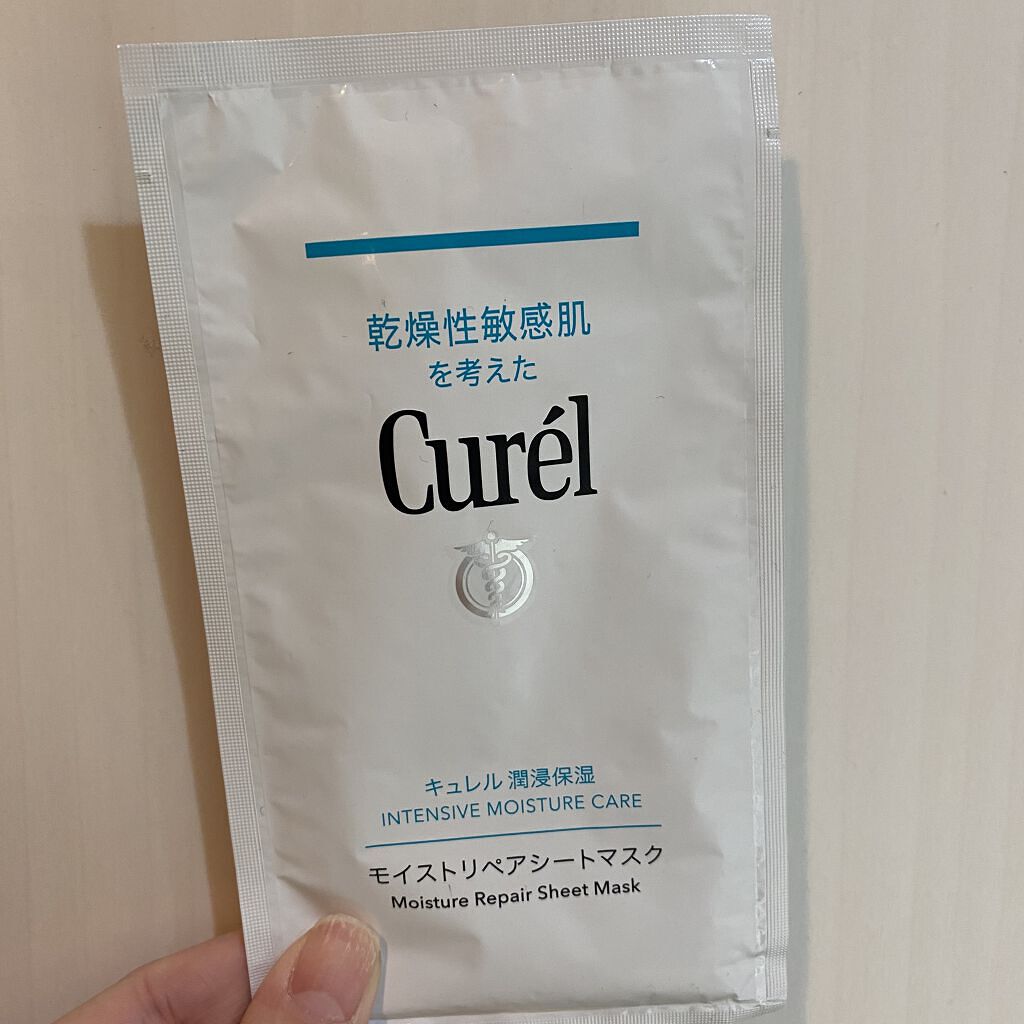 乾燥性敏感肌
を考えた
Curél
キュレル 潤浸保湿
INTENSIVE MOISTURE CARE
モイストリペアシートマスク
Moisture Repair Sheet Mask